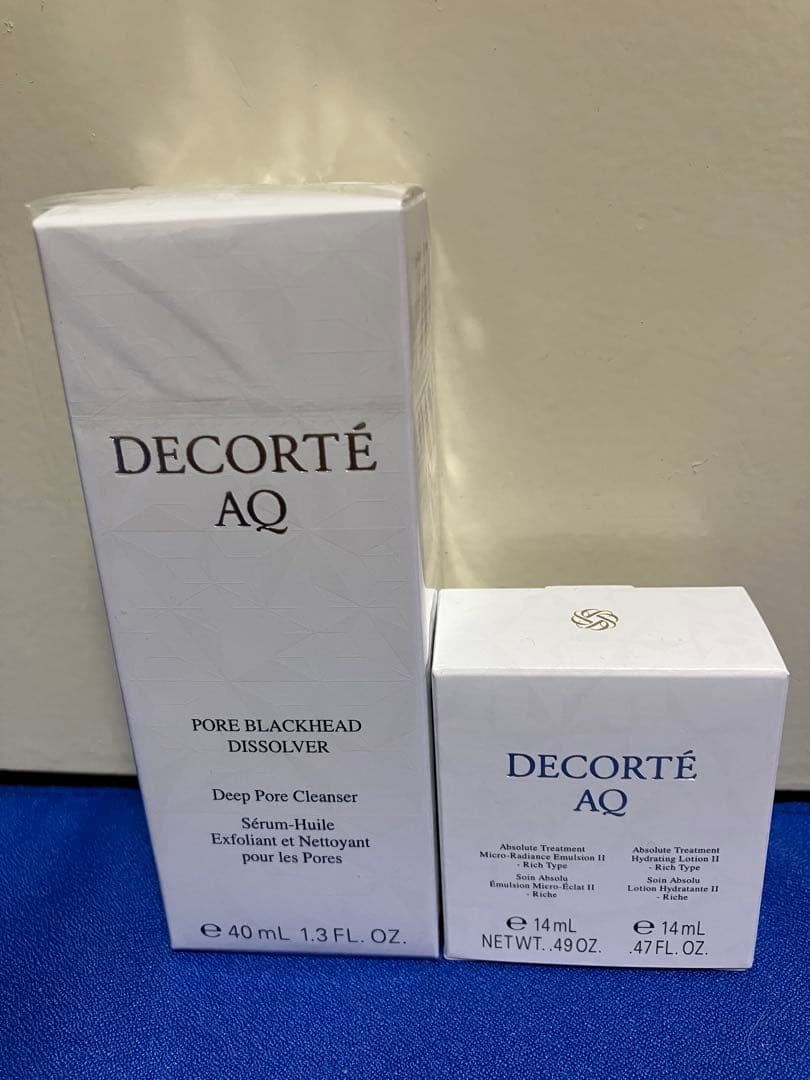 DECORTÉ
AQ
PORE BLACKHEAD
DISSOLVER
Deep Pore Cleanser
Sérum-Huile
Exfoliant et Nettoyant
pour les Pores
℮ 40 mL 1.3 FL. OZ.
DECORTÉ
AQ
Absolute Treatment
Micro-Radiance Emulsion II
- Rich Type
Soin Absolu
Émulsion Micro-Éclat II
- Riche
℮ 14 mL
NET WT. .49 OZ.
Absolute Treatment
Hydrating Lotion II
- Rich Type
Soin Absolu
Lotion Hydratante II
- Riche
℮ 14 mL
.47 FL. OZ.